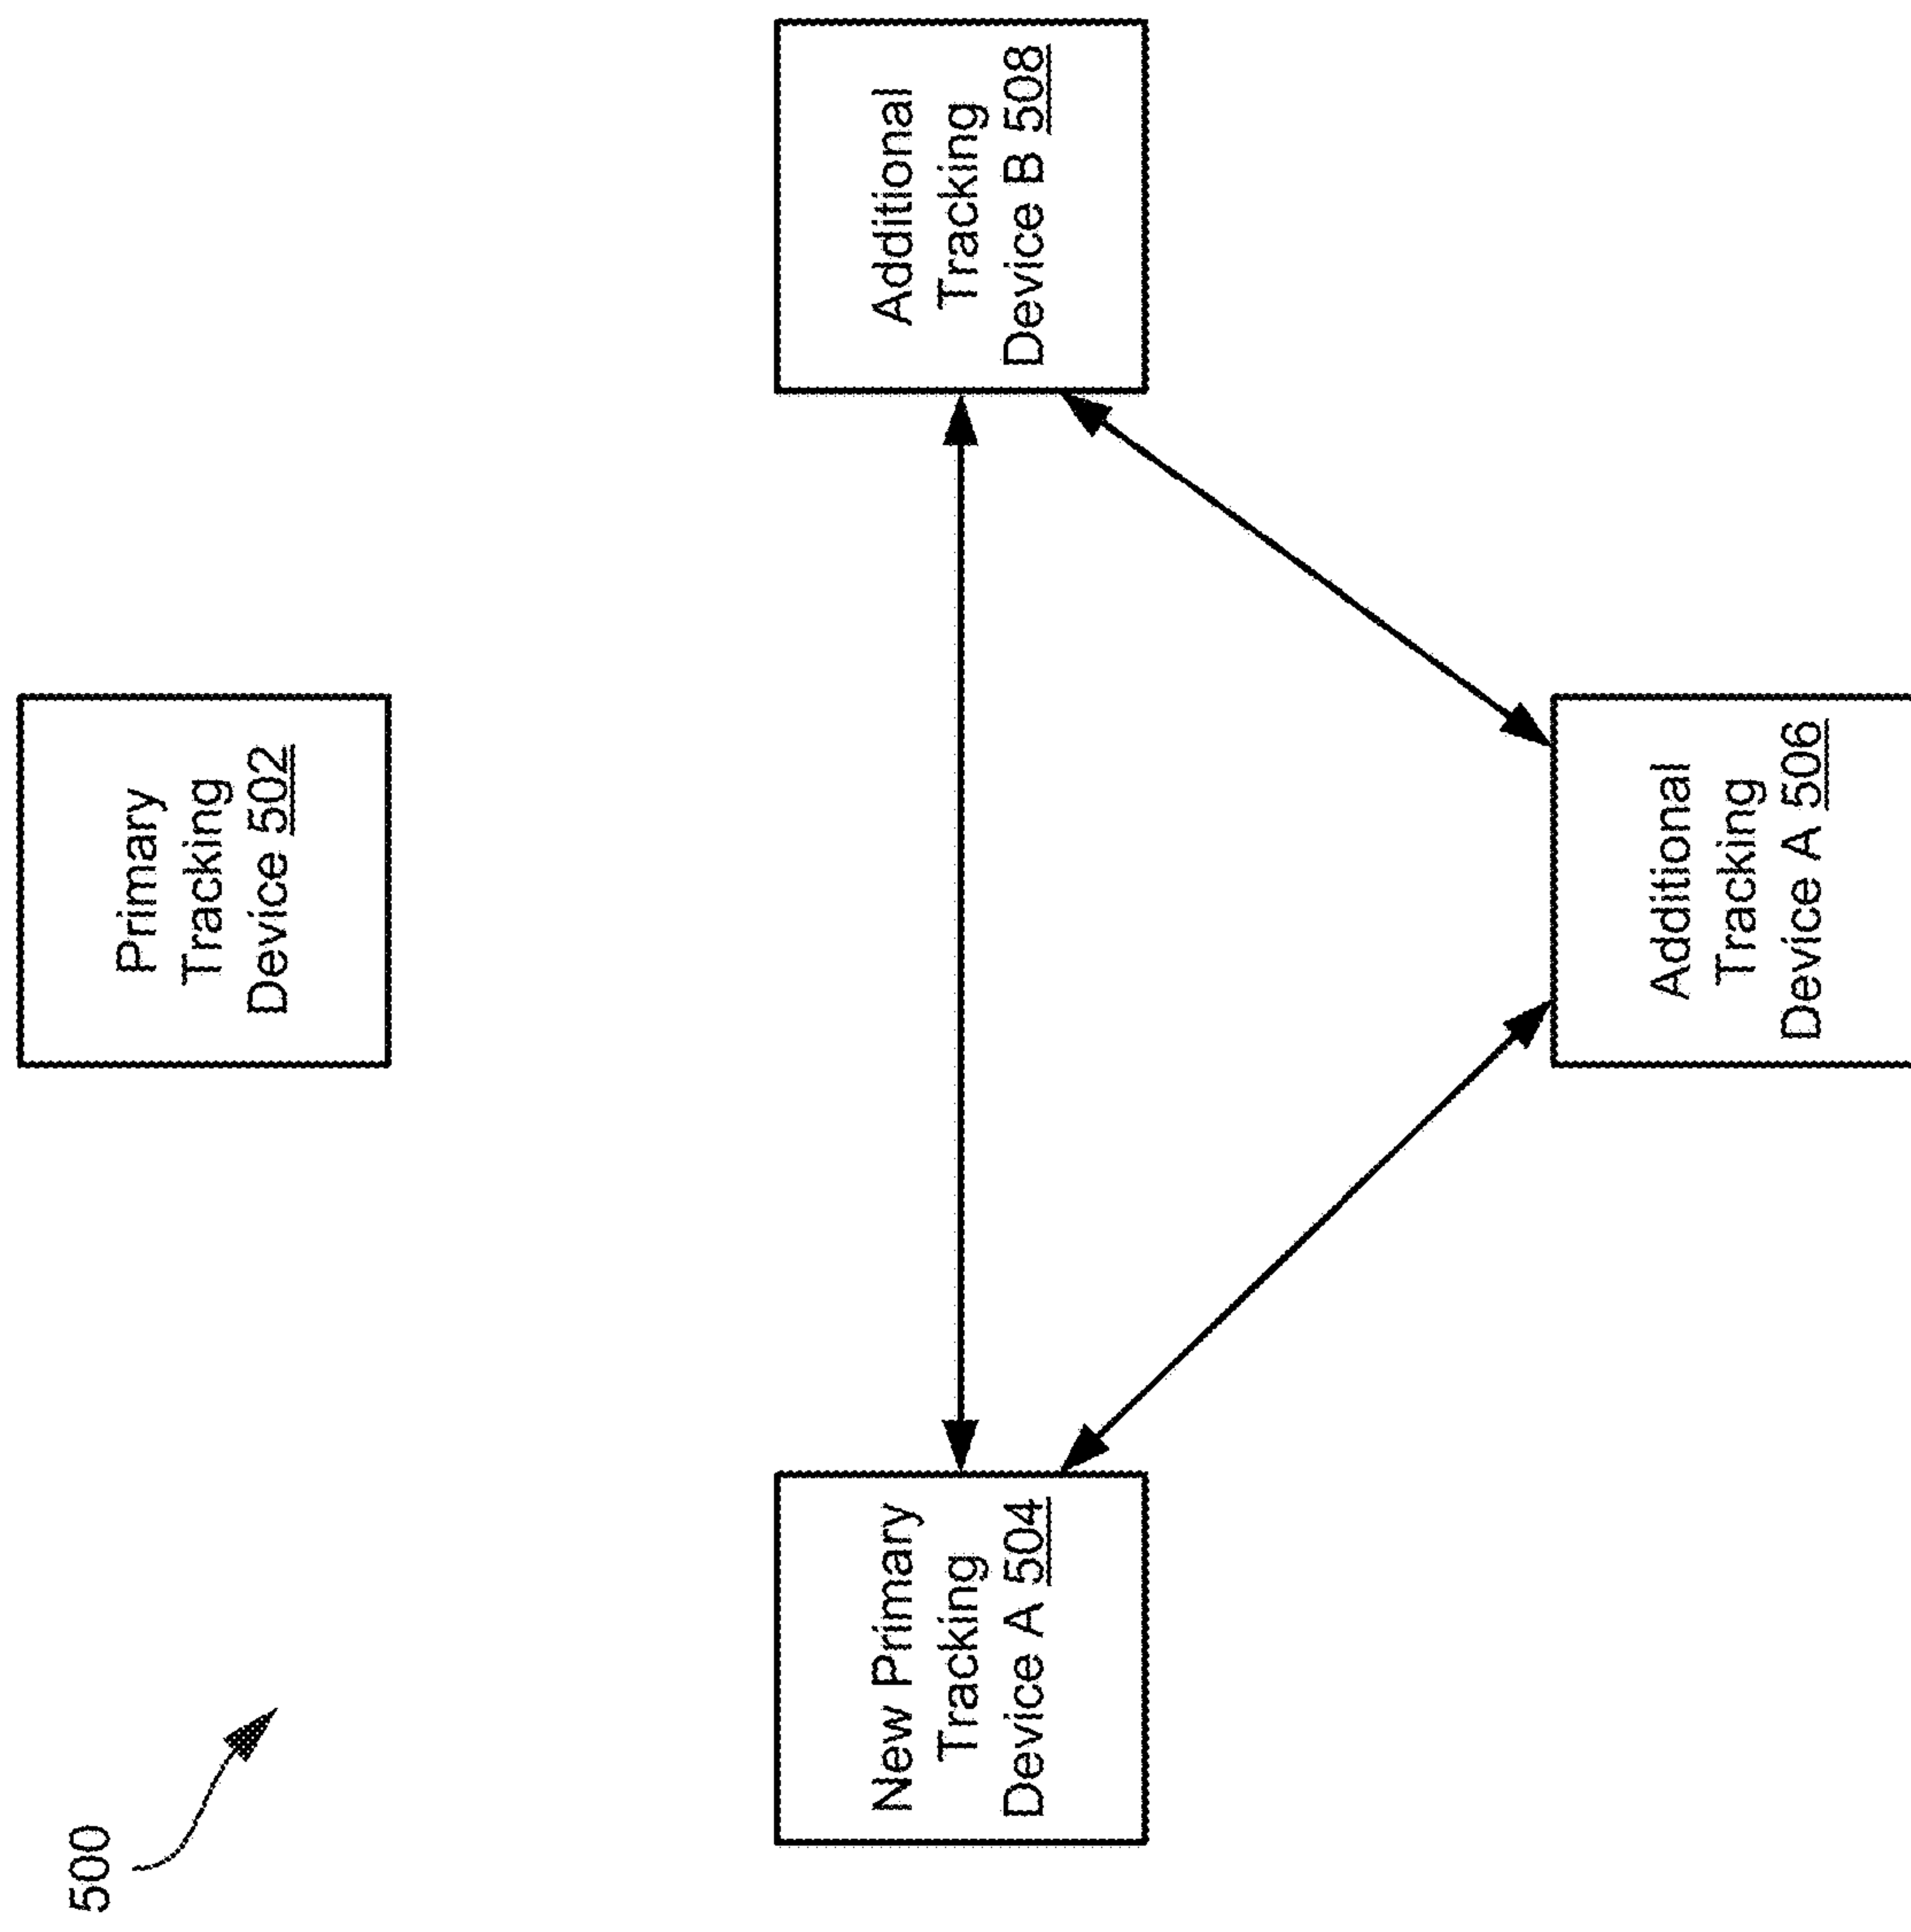 500
Primary
Tracking
Device 502
New Primary
Tracking
Device A 504
Additional
Tracking
Device B 508
Additional
Tracking
Device A 506